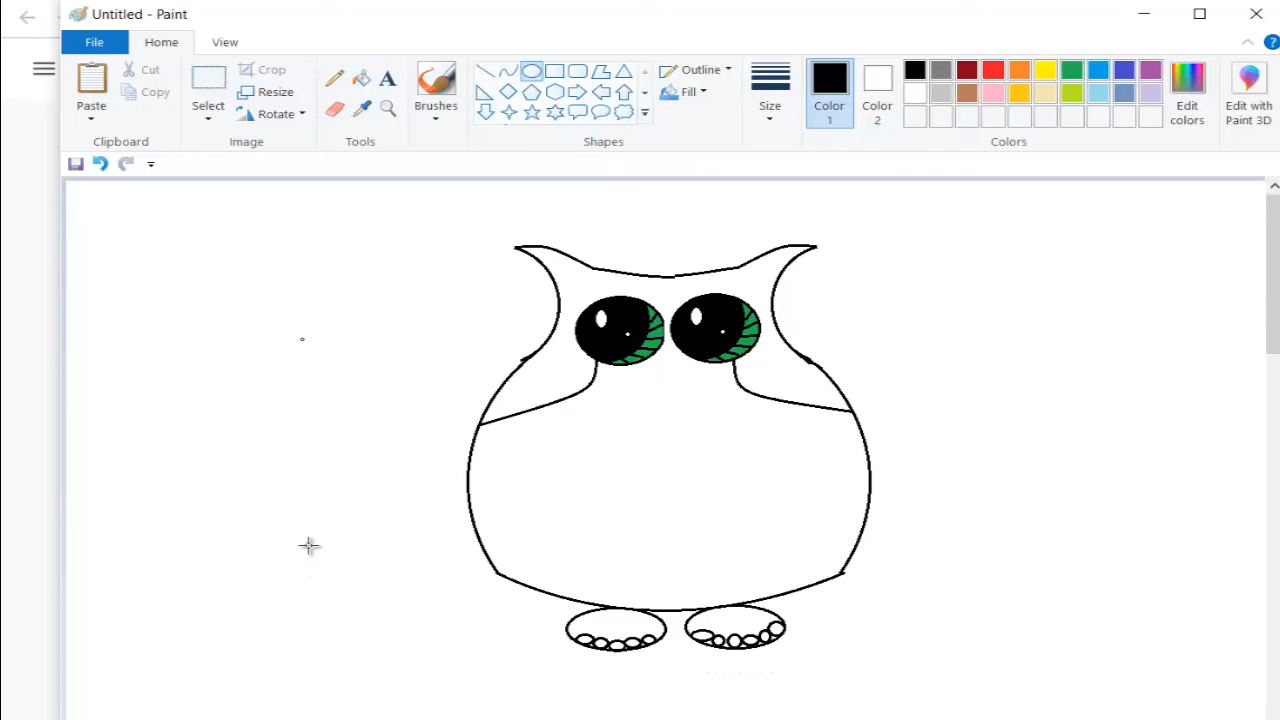 Untitled - Paint
File Home View
Paste
Cut
Copy
Clipboard
Select
Crop
Resize
Rotate
Image
A
Tools
Brushes
Outline
Fill
Shapes
Size
Color 1
Color 2
Edit colors
Colors
Edit with Paint 3D
?